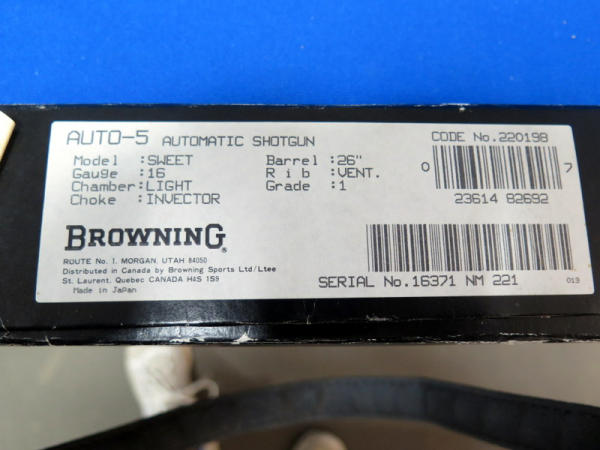 AUTO-5 AUTOMATIC SHOTGUN
CODE No.220198
Model :SWEET
Gauge :16
Chamber:LIGHT
Choke :INVECTOR
Barrel :26"
R i b :VENT.
Grade :1
0 23614 82692 7
BROWNING®
ROUTE No. 1, MORGAN, UTAH 84050
Distributed in Canada by Browning Sports Ltd/Ltee
St. Laurent, Quebec CANADA H4S 1S9
Made in Japan
SERIAL No.16371 NM 221
013